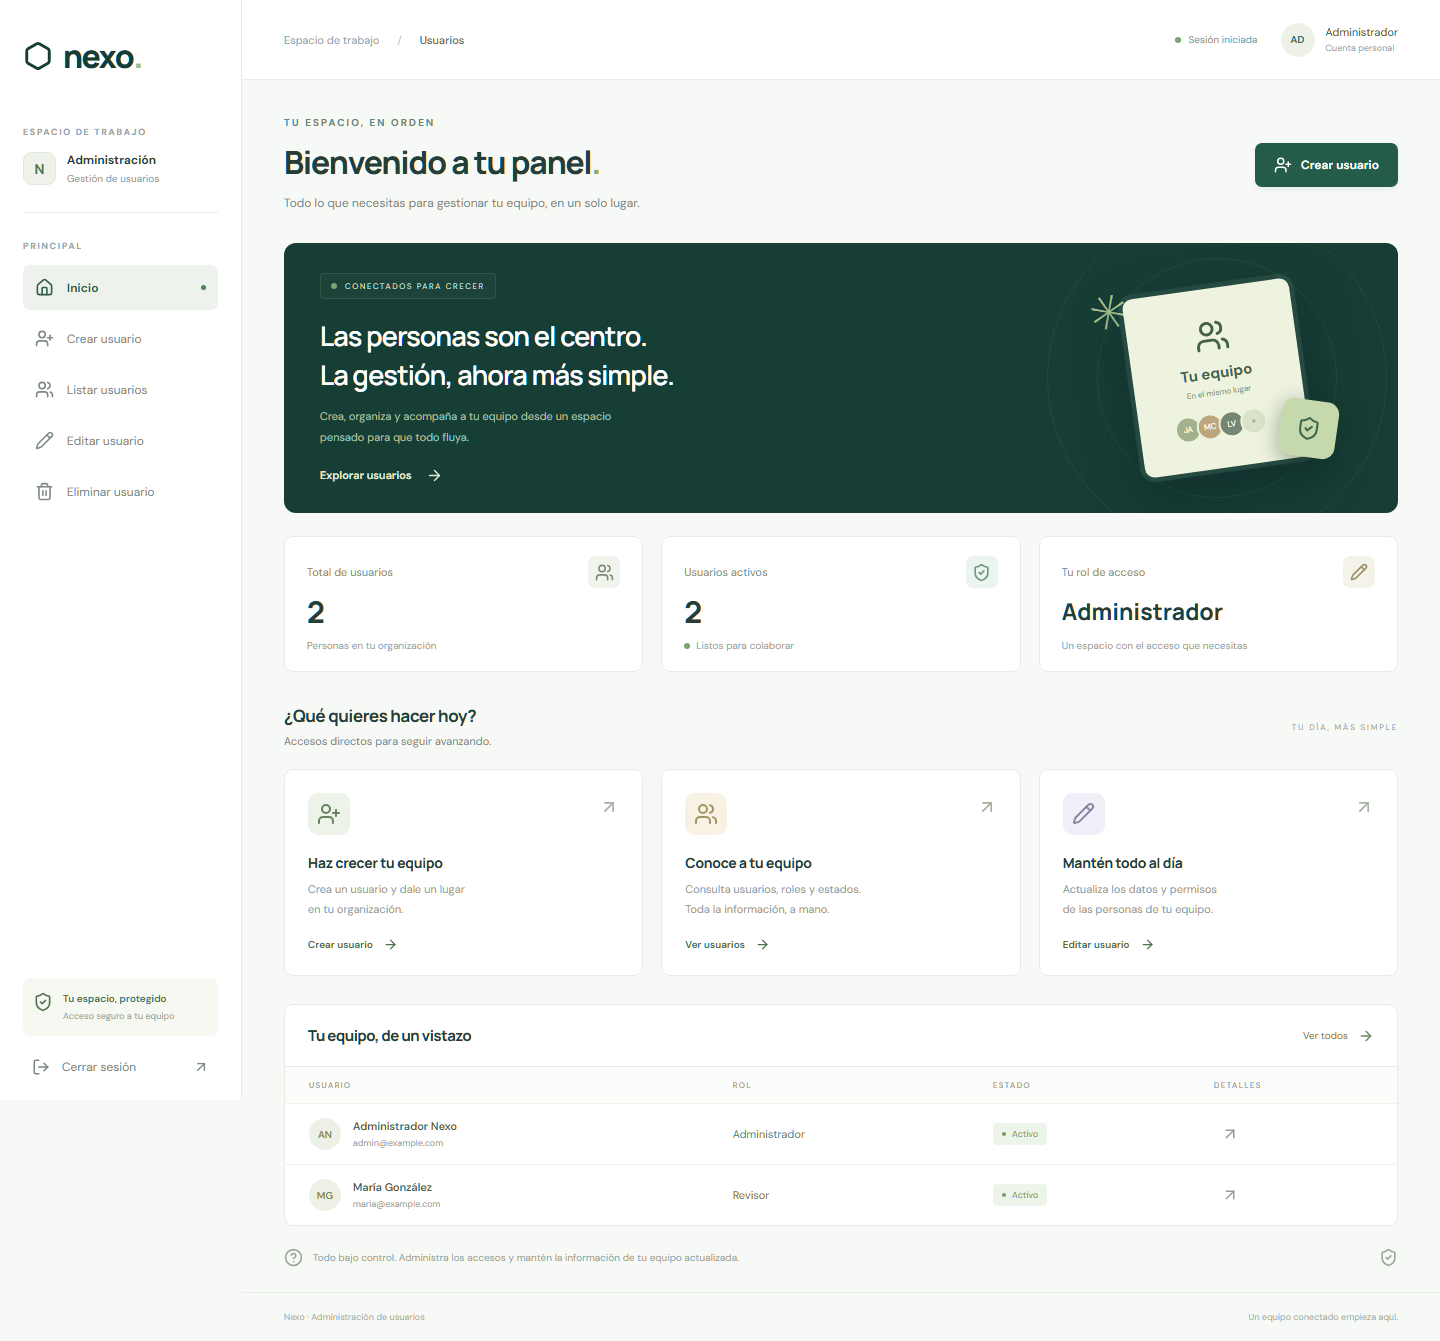 nexo.
ESPACIO DE TRABAJO
N
Administración
Gestión de usuarios
PRINCIPAL
Inicio
Crear usuario
Listar usuarios
Editar usuario
Eliminar usuario
Tu espacio, protegido
Acceso seguro a tu equipo
Cerrar sesión
Espacio de trabajo / Usuarios
Sesión iniciada
AD
Administrador
Cuenta personal
TU ESPACIO, EN ORDEN
Bienvenido a tu panel.
Todo lo que necesitas para gestionar tu equipo, en un solo lugar.
Crear usuario
CONECTADOS PARA CRECER
Las personas son el centro.
La gestión, ahora más simple.
Crea, organiza y acompaña a tu equipo desde un espacio
pensado para que todo fluya.
Explorar usuarios
Tu equipo
En el mismo lugar
JA MC LV +
Total de usuarios
2
Personas en tu organización
Usuarios activos
2
Listos para colaborar
Tu rol de acceso
Administrador
Un espacio con el acceso que necesitas
¿Qué quieres hacer hoy?
Accesos directos para seguir avanzando.
TU DÍA, MÁS SIMPLE
Haz crecer tu equipo
Crea un usuario y dale un lugar
en tu organización.
Crear usuario
Conoce a tu equipo
Consulta usuarios, roles y estados.
Toda la información, a mano.
Ver usuarios
Mantén todo al día
Actualiza los datos y permisos
de las personas de tu equipo.
Editar usuario
Tu equipo, de un vistazo
Ver todos
USUARIO ROL ESTADO DETALLES
AN
Administrador Nexo
admin@example.com
Administrador
Activo
MG
María González
maria@example.com
Revisor
Activo
Todo bajo control. Administra los accesos y mantén la información de tu equipo actualizada.
Nexo · Administración de usuarios
Un equipo conectado empieza aquí.